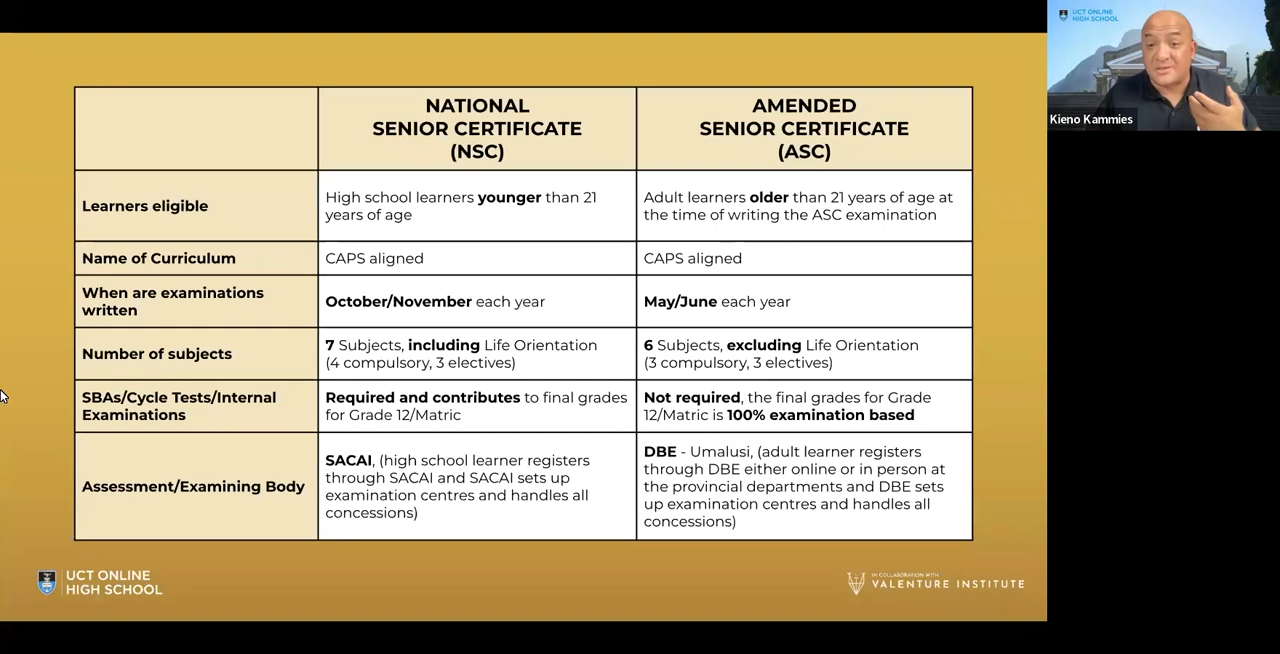 UCT ONLINE
HIGH SCHOOL
Kieno Kammies
NATIONAL
SENIOR CERTIFICATE
(NSC)
AMENDED
SENIOR CERTIFICATE
(ASC)
Learners eligible
High school learners younger than 21
years of age
Adult learners older than 21 years of age at
the time of writing the ASC examination
Name of Curriculum
CAPS aligned
CAPS aligned
When are examinations
written
October/November each year
May/June each year
Number of subjects
7 Subjects, including Life Orientation
(4 compulsory, 3 electives)
6 Subjects, excluding Life Orientation
(3 compulsory, 3 electives)
SBAs/Cycle Tests/Internal
Examinations
Required and contributes to final grades
for Grade 12/Matric
Not required, the final grades for Grade
12/Matric is 100% examination based
Assessment/Examining Body
SACAI, (high school learner registers
through SACAI and SACAI sets up
examination centres and handles all
concessions)
DBE - Umalusi, (adult learner registers
through DBE either online or in person at
the provincial departments and DBE sets
up examination centres and handles all
concessions)
UCT ONLINE
HIGH SCHOOL
IN COLLABORATION WITH
VALENTURE INSTITUTE